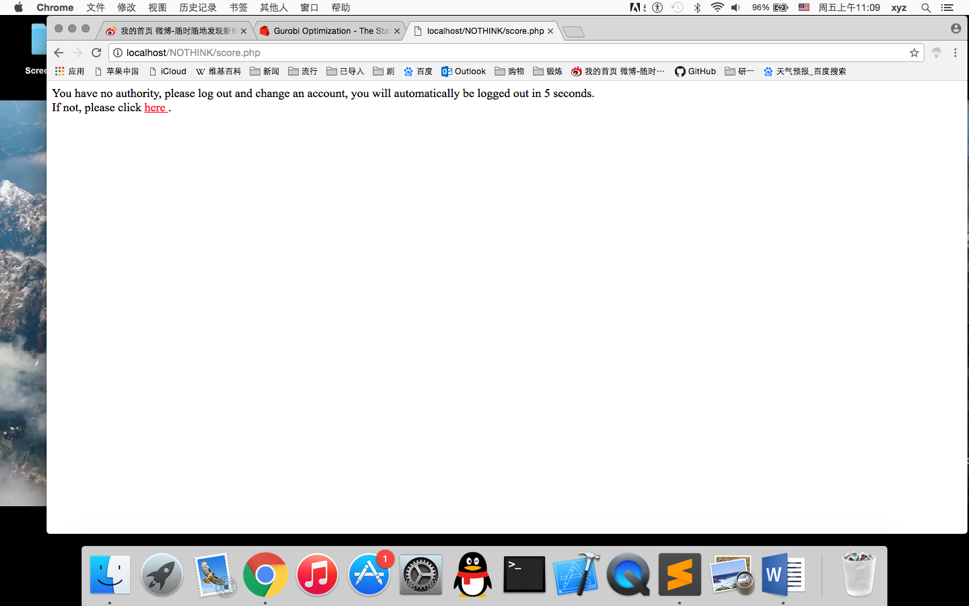 Chrome 文件 修改 视图 历史记录 书签 其他人 窗口 帮助 96% 周五上午11:09 xyz
Scree
我的首页 微博-随时随地发现新 Gurobi Optimization - The Sta localhost/NOTHINK/score.php
localhost/NOTHINK/score.php
应用 苹果中国 iCloud 维基百科 新闻 流行 已导入 剧 百度 Outlook 购物 锻炼 我的首页 微博-随时… GitHub 研一 天气预报_百度搜索
You have no authority, please log out and change an account, you will automatically be logged out in 5 seconds.
If not, please click here .
1